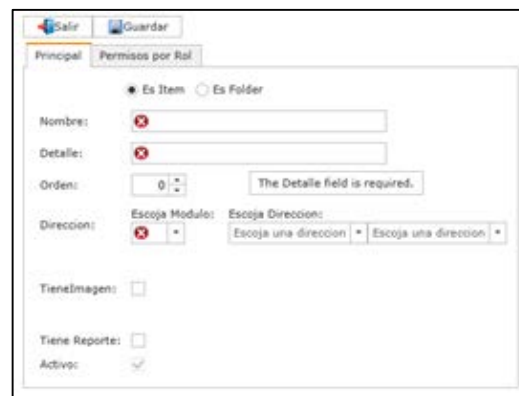 Salir Guardar
Principal Permisos por Rol
Es Item Es Folder
Nombre:
Detalle:
Orden: 0 The Detalle field is required.
Escoja Modulo: Escoja Direccion:
Direccion: Escoja una direccion Escoja una direccion
TieneImagen:
Tiene Reporte:
Activo: